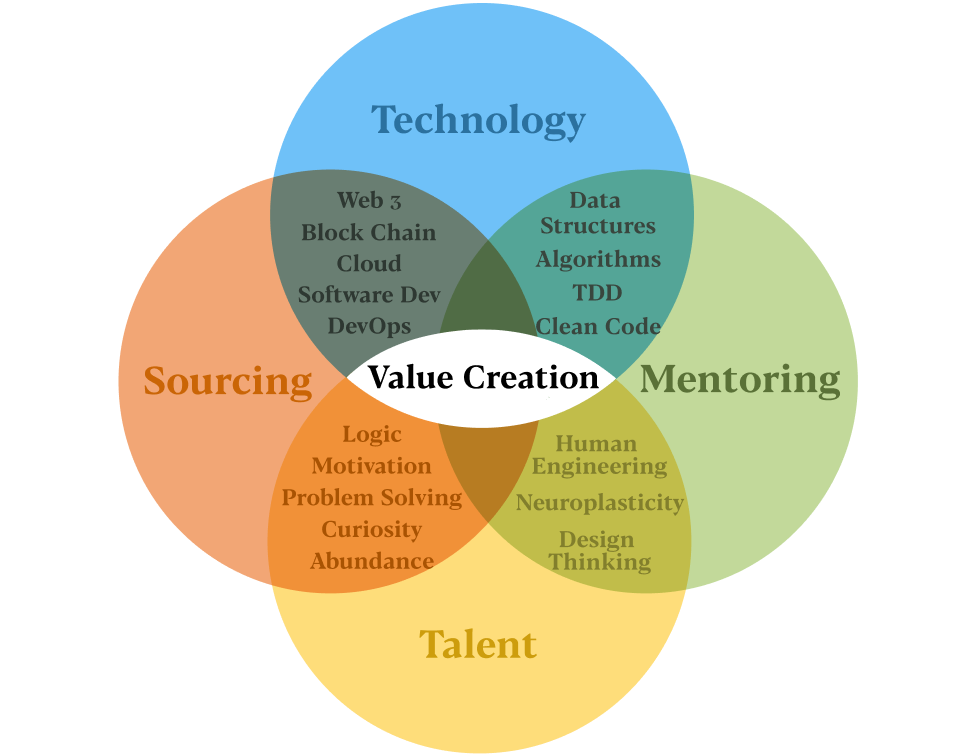 Technology
Web 3
Block Chain
Cloud
Software Dev
DevOps
Data
Structures
Algorithms
TDD
Clean Code
Sourcing
Value Creation
Mentoring
Logic
Motivation
Problem Solving
Curiosity
Abundance
Human
Engineering
Neuroplasticity
Design
Thinking
Talent